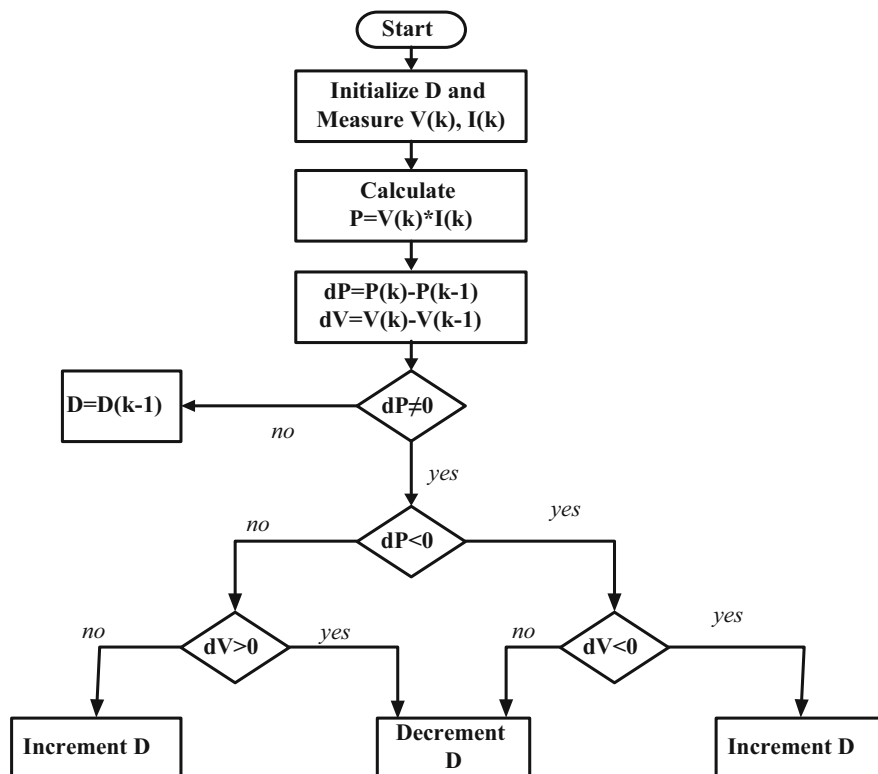 Start
Initialize D and
Measure V(k), I(k)
Calculate
P=V(k)*I(k)
dP=P(k)-P(k-1)
dV=V(k)-V(k-1)
D=D(k-1)
dP≠0
no
yes
no
yes
dP<0
no
dV>0
yes
no
dV<0
yes
Increment D
Decrement
D
Increment D